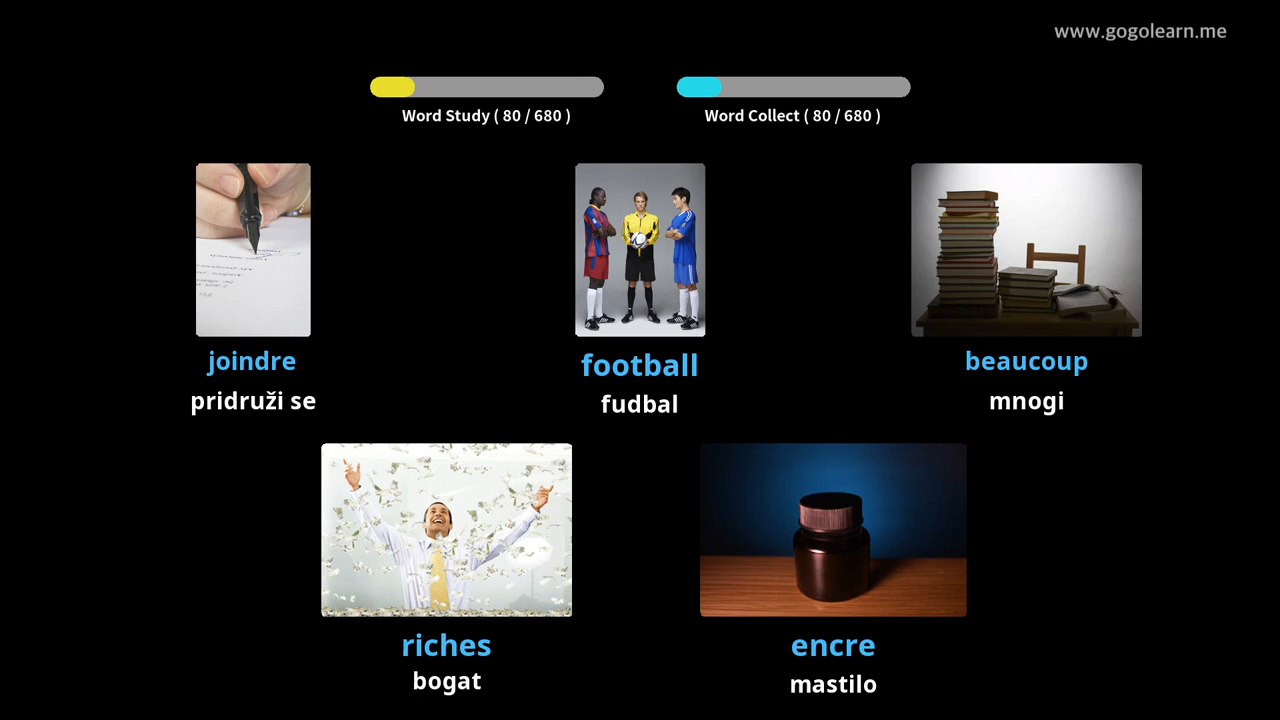 www.gogolearn.me
Word Study ( 80 / 680 )
Word Collect ( 80 / 680 )
joindre
pridruži se
football
fudbal
beaucoup
mnogi
riches
bogat
encre
mastilo